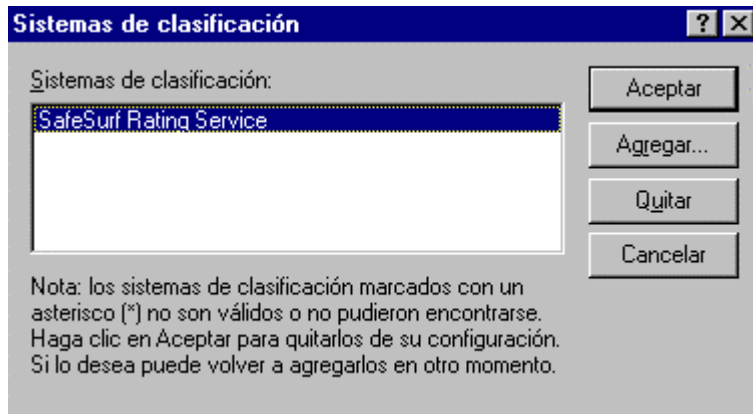 Sistemas de clasificación
Sistemas de clasificación:
SafeSurf Rating Service
Aceptar
Agregar...
Quitar
Cancelar
Nota: los sistemas de clasificación marcados con un
asterisco (*) no son válidos o no pudieron encontrarse.
Haga clic en Aceptar para quitarlos de su configuración.
Si lo desea puede volver a agregarlos en otro momento.